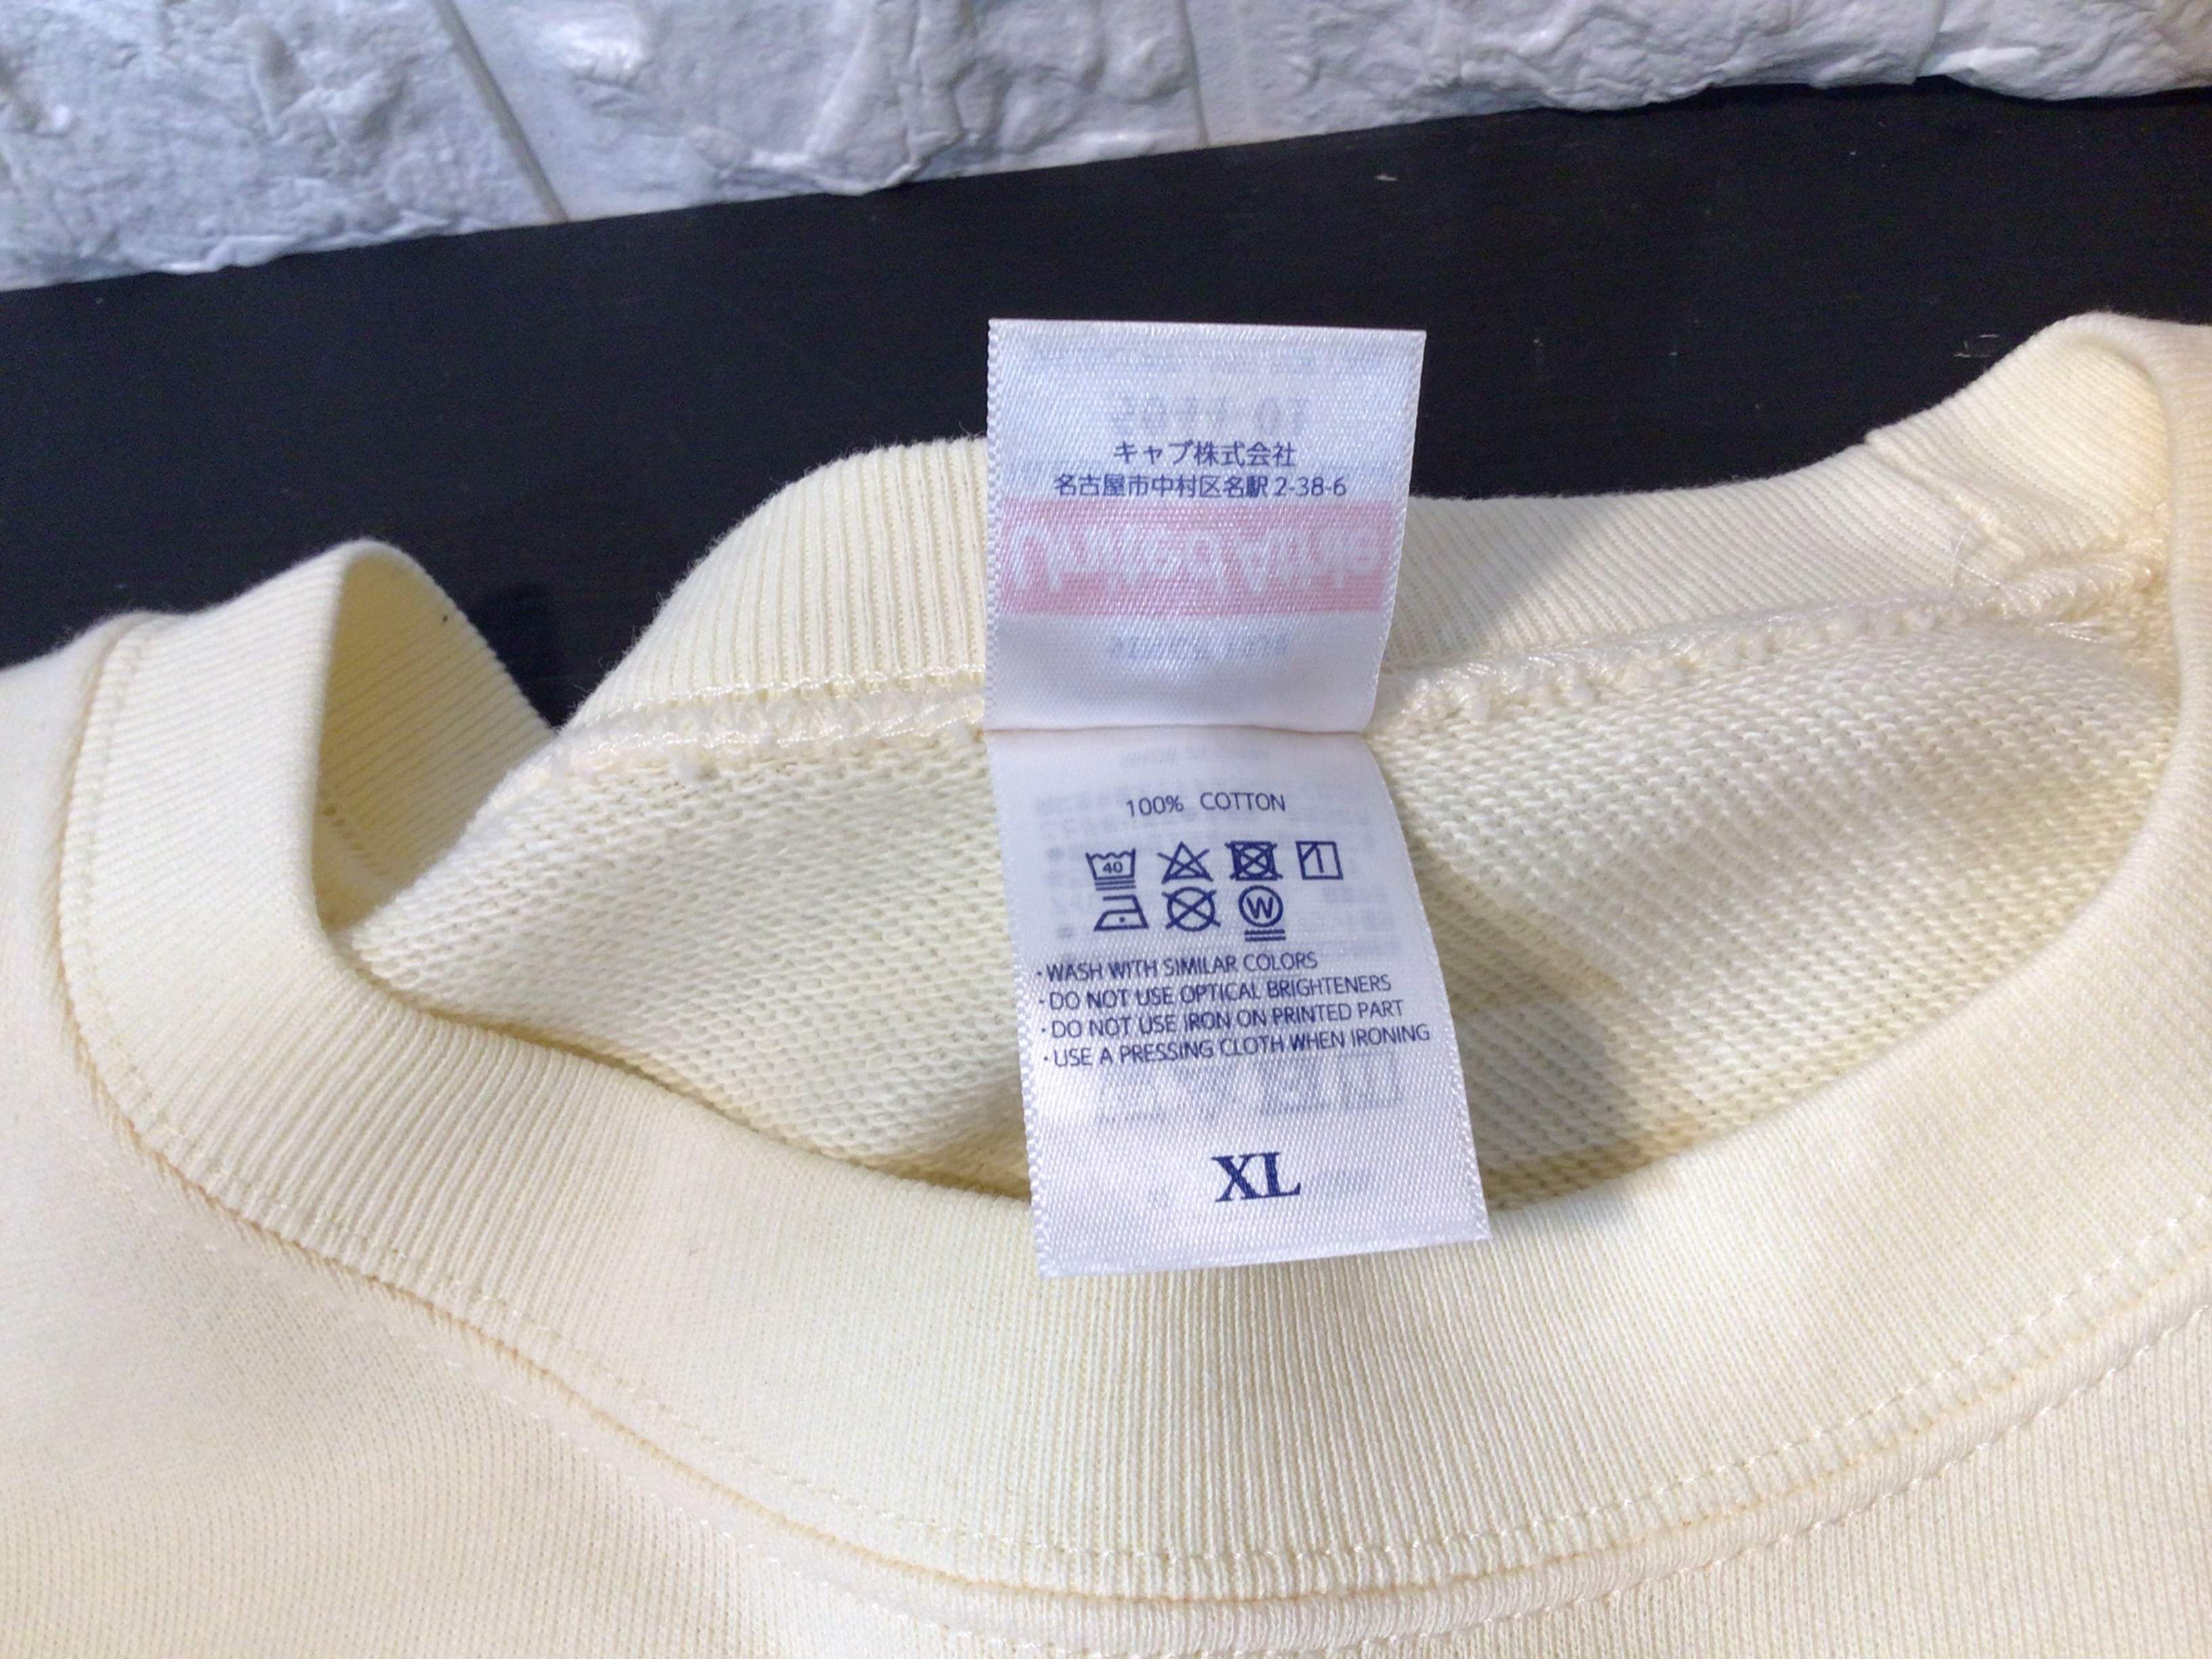 キャブ株式会社
名古屋市中村区名駅 2-38-6
100% COTTON
40
W
・WASH WITH SIMILAR COLORS
・DO NOT USE OPTICAL BRIGHTENERS
・DO NOT USE IRON ON PRINTED PART
・USE A PRESSING CLOTH WHEN IRONING
XL